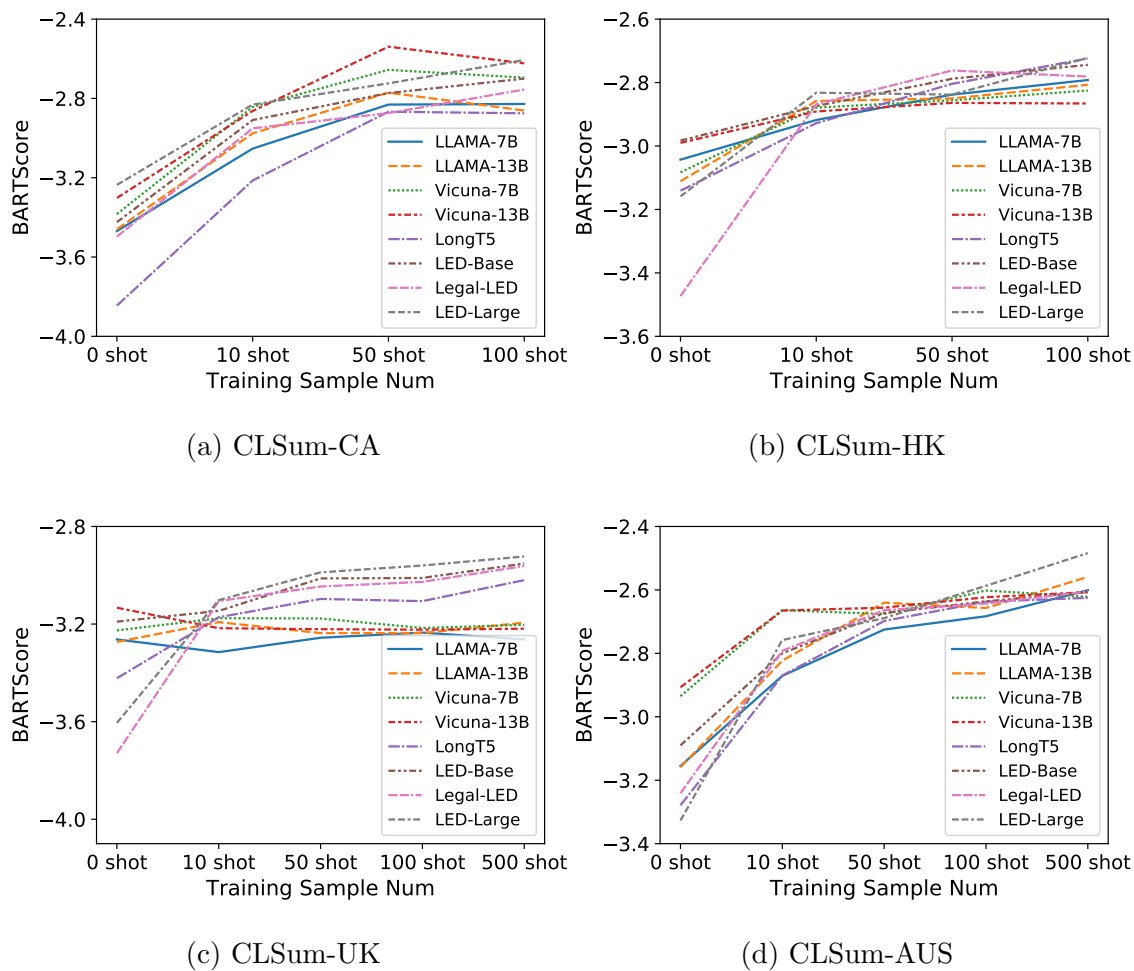 −2.4
−2.8
−3.2
−3.6
−4.0
BARTScore
LLAMA-7B
LLAMA-13B
Vicuna-7B
Vicuna-13B
LongT5
LED-Base
Legal-LED
LED-Large
0 shot 10 shot 50 Shot 100 shot
Training Sample Num
(a) CLSum-CA
−2.6
−2.8
−3.0
−3.2
−3.4
−3.6
BARTScore
LLAMA-7B
LLAMA-13B
Vicuna-7B
Vicuna-13B
LongT5
LED-Base
Legal-LED
LED-Large
0 shot 10 shot 50 Shot 100 shot
Training Sample Num
(b) CLSum-HK
−2.8
−3.2
−3.6
−4.0
BARTScore
LLAMA-7B
LLAMA-13B
Vicuna-7B
Vicuna-13B
LongT5
LED-Base
Legal-LED
LED-Large
0 shot 10 shot 50 Shot 100 shot 500 shot
Training Sample Num
(c) CLSum-UK
−2.4
−2.6
−2.8
−3.0
−3.2
−3.4
BARTScore
LLAMA-7B
LLAMA-13B
Vicuna-7B
Vicuna-13B
LongT5
LED-Base
Legal-LED
LED-Large
0 shot 10 shot 50 Shot 100 shot 500 shot
Training Sample Num
(d) CLSum-AUS